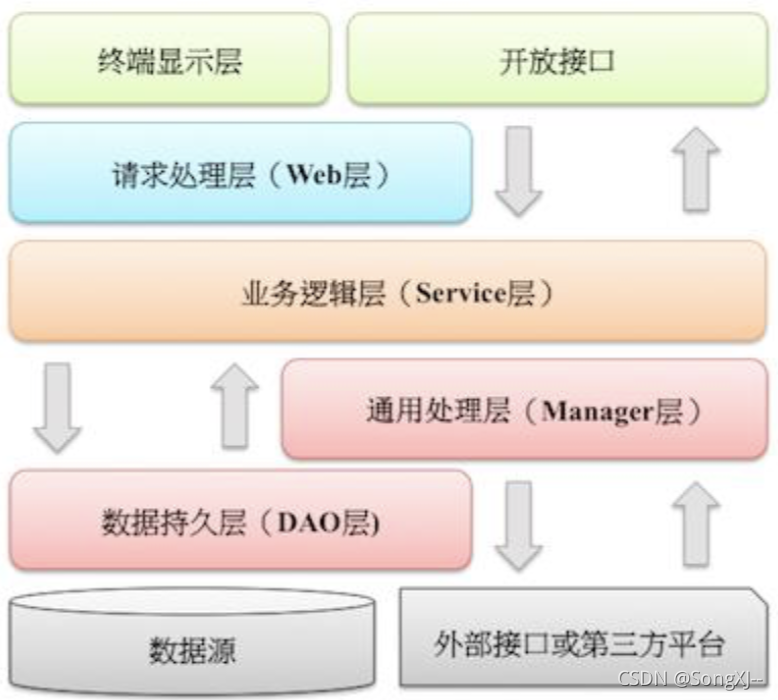 终端显示层
开放接口
请求处理层（Web层）
业务逻辑层（Service层）
通用处理层（Manager层）
数据持久层（DAO层)
数据源
外部接口或第三方平台
CSDN @SongXJ--